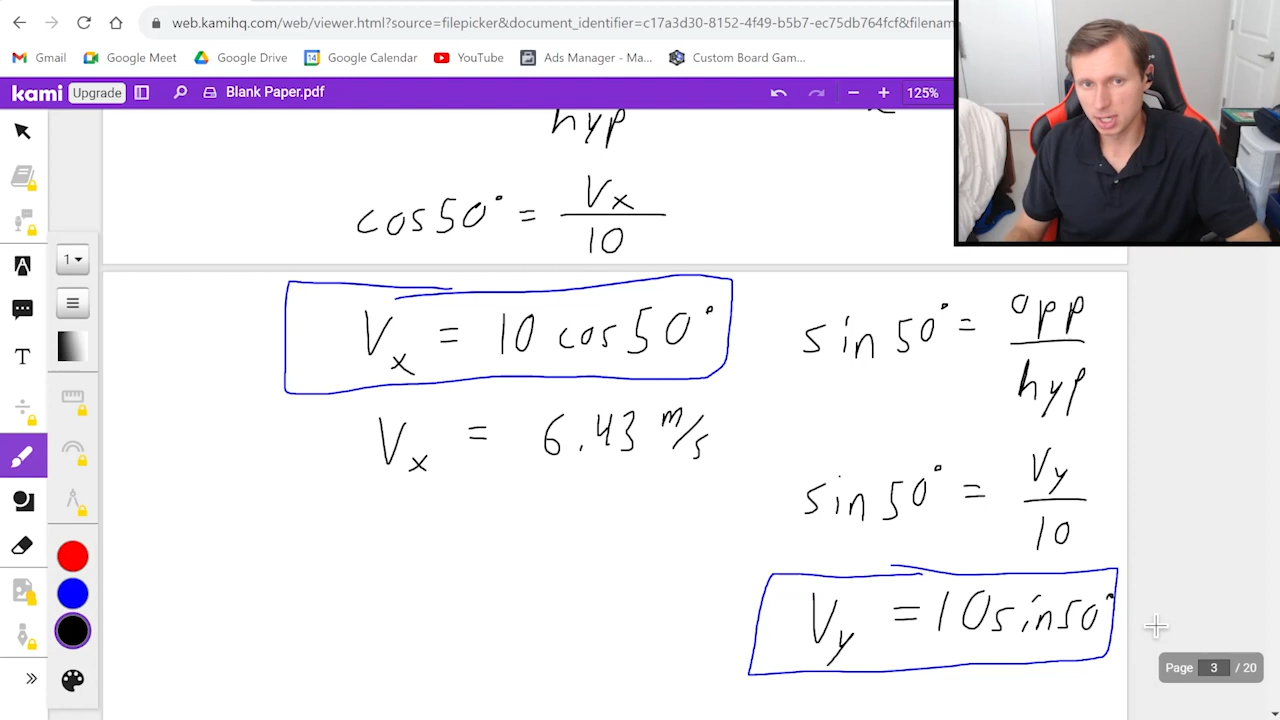 web.kamihq.com/web/viewer.html?source=filepicker&document_identifier=c17a3d30-8152-4f49-b5b7-ec75db764fcf&filenam
Gmail Google Meet Google Drive Google Calendar YouTube Ads Manager - Ma... Custom Board Gam...
kami Upgrade Blank Paper.pdf 125%
hyp
cos 50° = Vx / 10
1
Vx = 10 cos 50°
Vx = 6.43 m/s
sin 50° = opp / hyp
sin 50° = Vy / 10
Vy = 10 sin 50°
T
Page 3 / 20